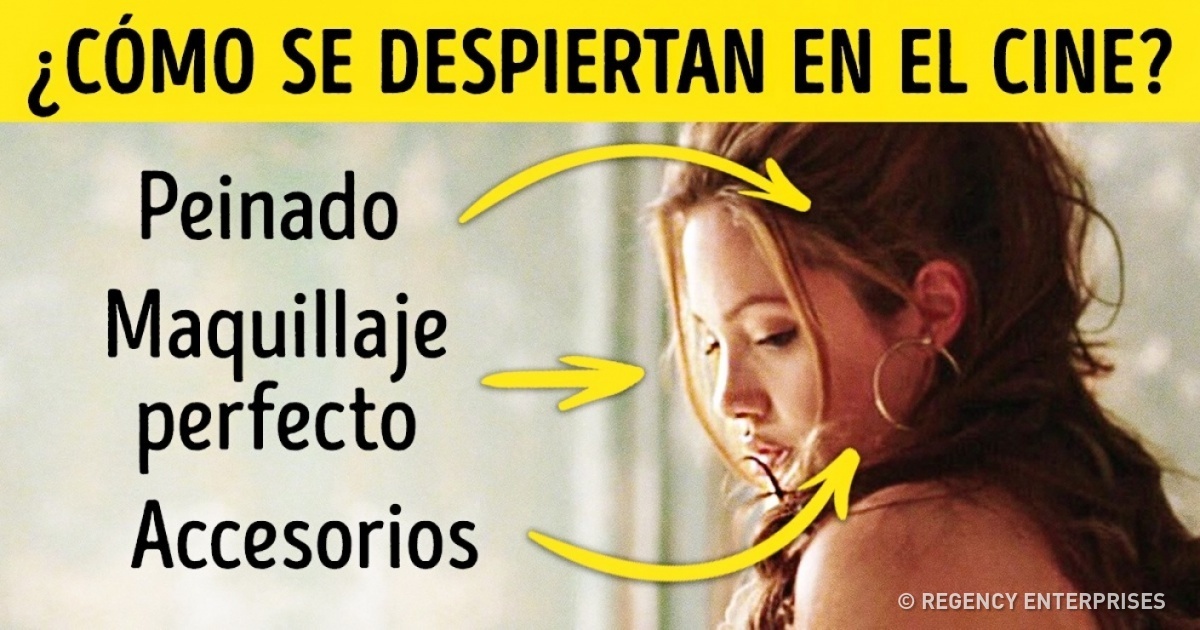 ¿CÓMO SE DESPIERTAN EN EL CINE?
Peinado
Maquillaje
perfecto
Accesorios
© REGENCY ENTERPRISES